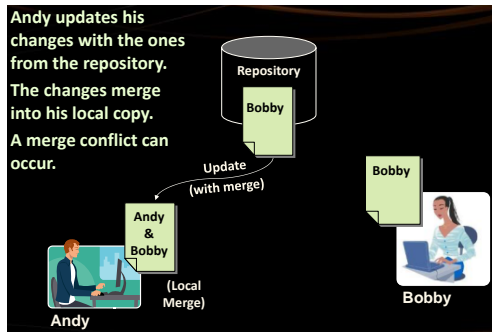 Andy updates his
changes with the ones
from the repository.
The changes merge
into his local copy.
A merge conflict can
occur.
Repository
Bobby
Update
(with merge)
Bobby
Andy
&
Bobby
(Local
Merge)
Andy
Bobby